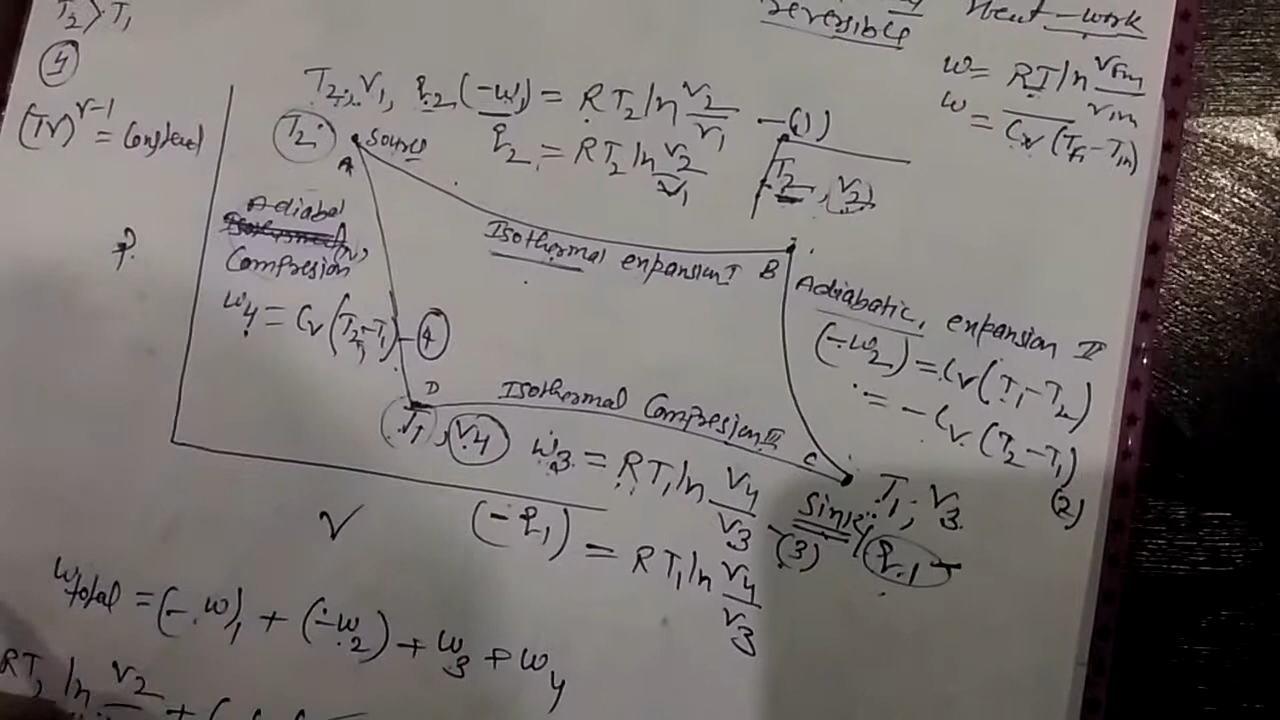 T₂ > T₁
reversible
Heat-work
(4)
w = RT ln Vfin/Vin
w = Cv (Tfi - Tin)
(TV)^γ-1 = Constant
T₂, V₁, q₂ (-w₁) = RT₂ ln V₂/V₁ - (1)
q₂ = RT₂ ln V₂/V₁
T₂ Source
A
T₂, V₂
Isothermal expansion I B
Adiabatic, expansion II
(-w₂) = Cv (T₁ - T₂)
= -Cv (T₂ - T₁)
(2)
P.
Compresion
w₄ = Cv (T₂ - T₁) - (4)
D
Isothermal Compresion III C
T₁, V₄
w₃ = RT₁ ln V₄/V₃ - (3)
T₁, V₃
Sink q₁
(-q₁) = RT₁ ln V₄/V₃
V
Wtotal = (-w)₁ + (-w₂) + w₃ + w₄
RT₂ ln V₂